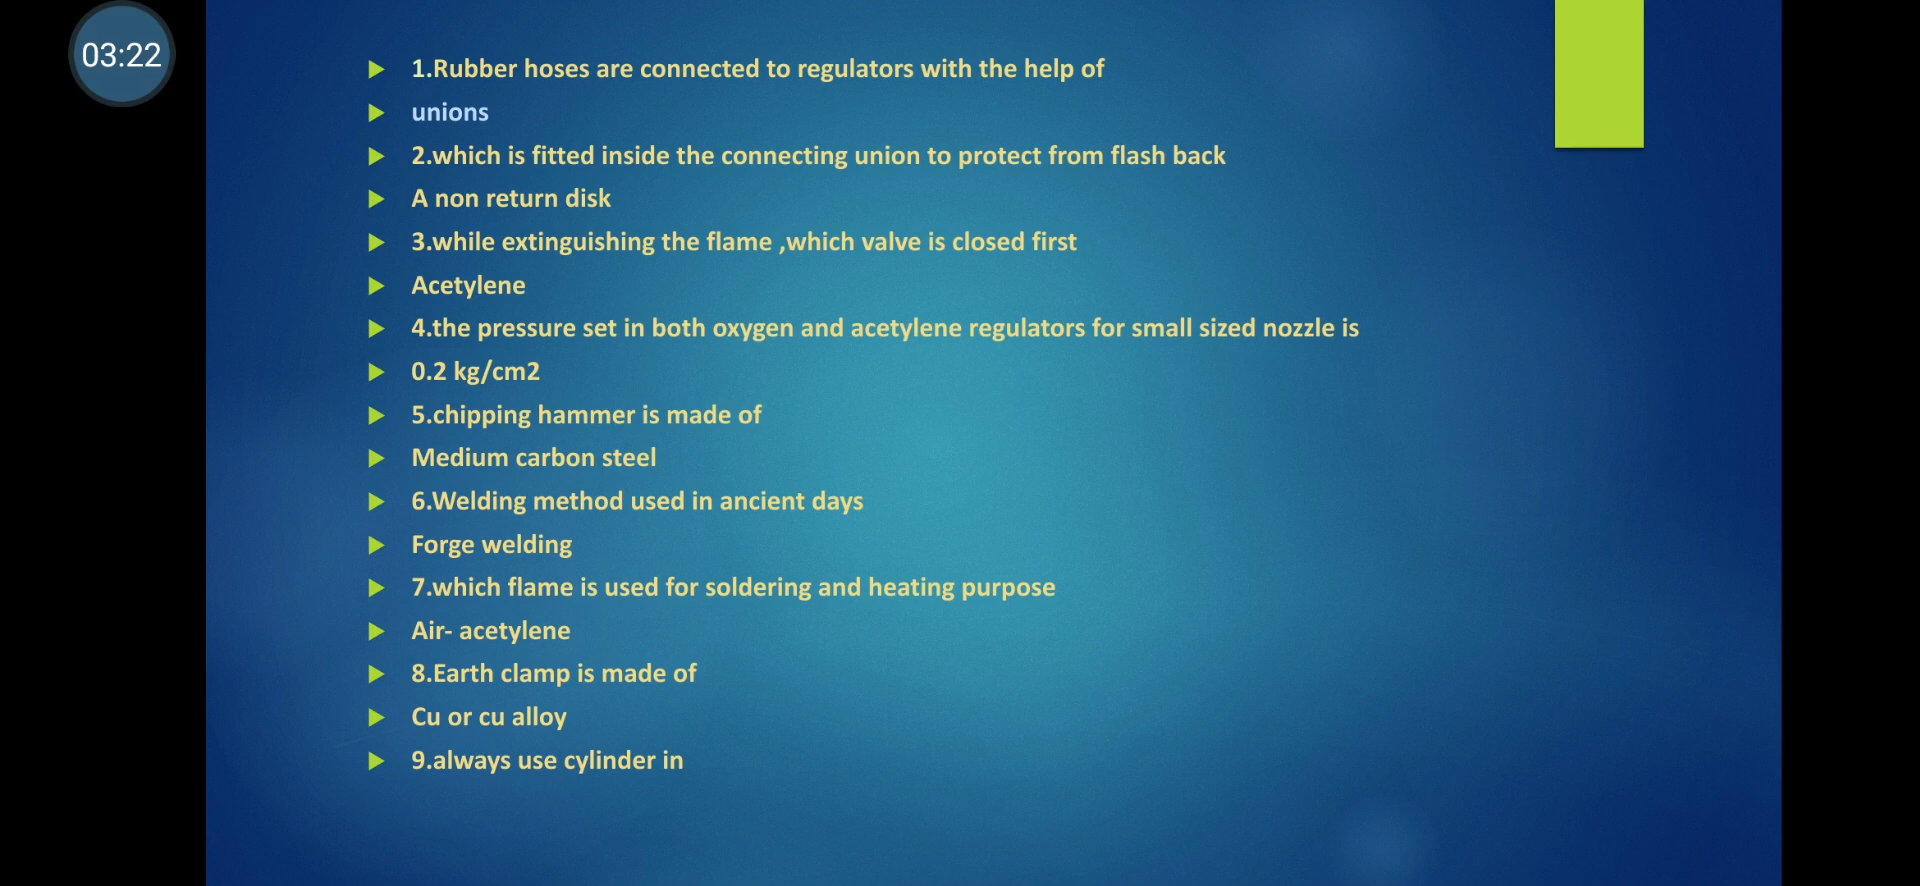 03:22
1.Rubber hoses are connected to regulators with the help of
unions
2.which is fitted inside the connecting union to protect from flash back
A non return disk
3.while extinguishing the flame ,which valve is closed first
Acetylene
4.the pressure set in both oxygen and acetylene regulators for small sized nozzle is
0.2 kg/cm2
5.chipping hammer is made of
Medium carbon steel
6.Welding method used in ancient days
Forge welding
7.which flame is used for soldering and heating purpose
Air- acetylene
8.Earth clamp is made of
Cu or cu alloy
9.always use cylinder in